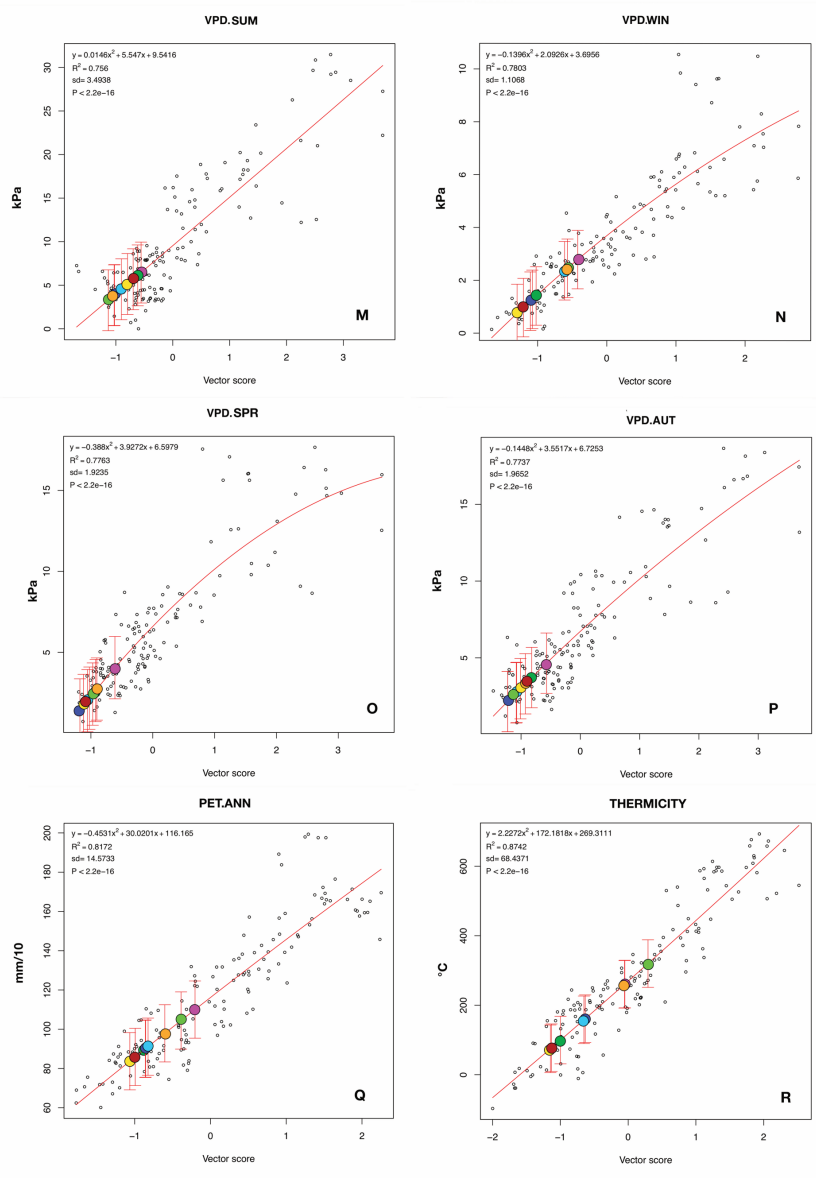 VPD.SUM
y = 0.0146x² + 5.547x + 9.5416
R² = 0.756
sd= 3.4938
P < 2.2e−16
kPa
30
25
20
15
10
5
0
M
−1 0 1 2 3
Vector score
VPD.WIN
y = −0.1396x² + 2.0926x + 3.6956
R² = 0.7803
sd= 1.1068
P < 2.2e−16
kPa
10
8
6
4
2
0
N
−1 0 1 2
Vector score
VPD.SPR
y = −0.388x² + 3.9272x + 6.5979
R² = 0.7763
sd= 1.9235
P < 2.2e−16
kPa
15
10
5
O
−1 0 1 2 3
Vector score
VPD.AUT
y = −0.1448x² + 3.5517x + 6.7253
R² = 0.7737
sd= 1.9652
P < 2.2e−16
kPa
15
10
5
P
−1 0 1 2 3
Vector score
PET.ANN
y = −0.4531x² + 30.0201x + 116.165
R² = 0.8172
sd= 14.5733
P < 2.2e−16
mm/10
200
180
160
140
120
100
80
60
Q
−1 0 1 2
Vector score
THERMICITY
y = 2.2272x² + 172.1818x + 269.3111
R² = 0.8742
sd= 68.4371
P < 2.2e−16
°C
600
400
200
0
R
−2 −1 0 1 2
Vector score